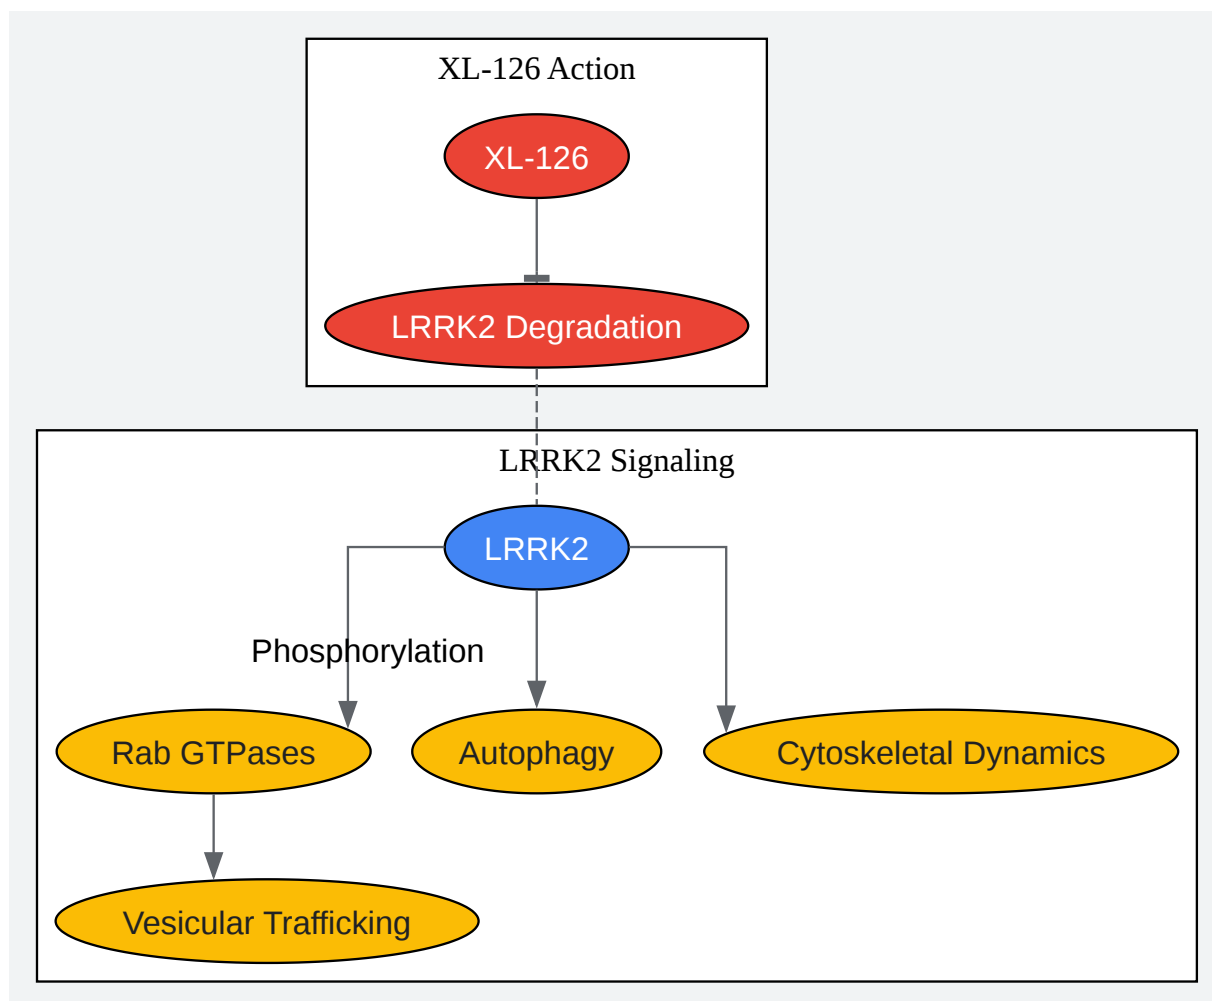 XL-126 Action
XL-126
LRRK2 Degradation
LRRK2 Signaling
LRRK2
Phosphorylation
Rab GTPases
Autophagy
Cytoskeletal Dynamics
Vesicular Trafficking